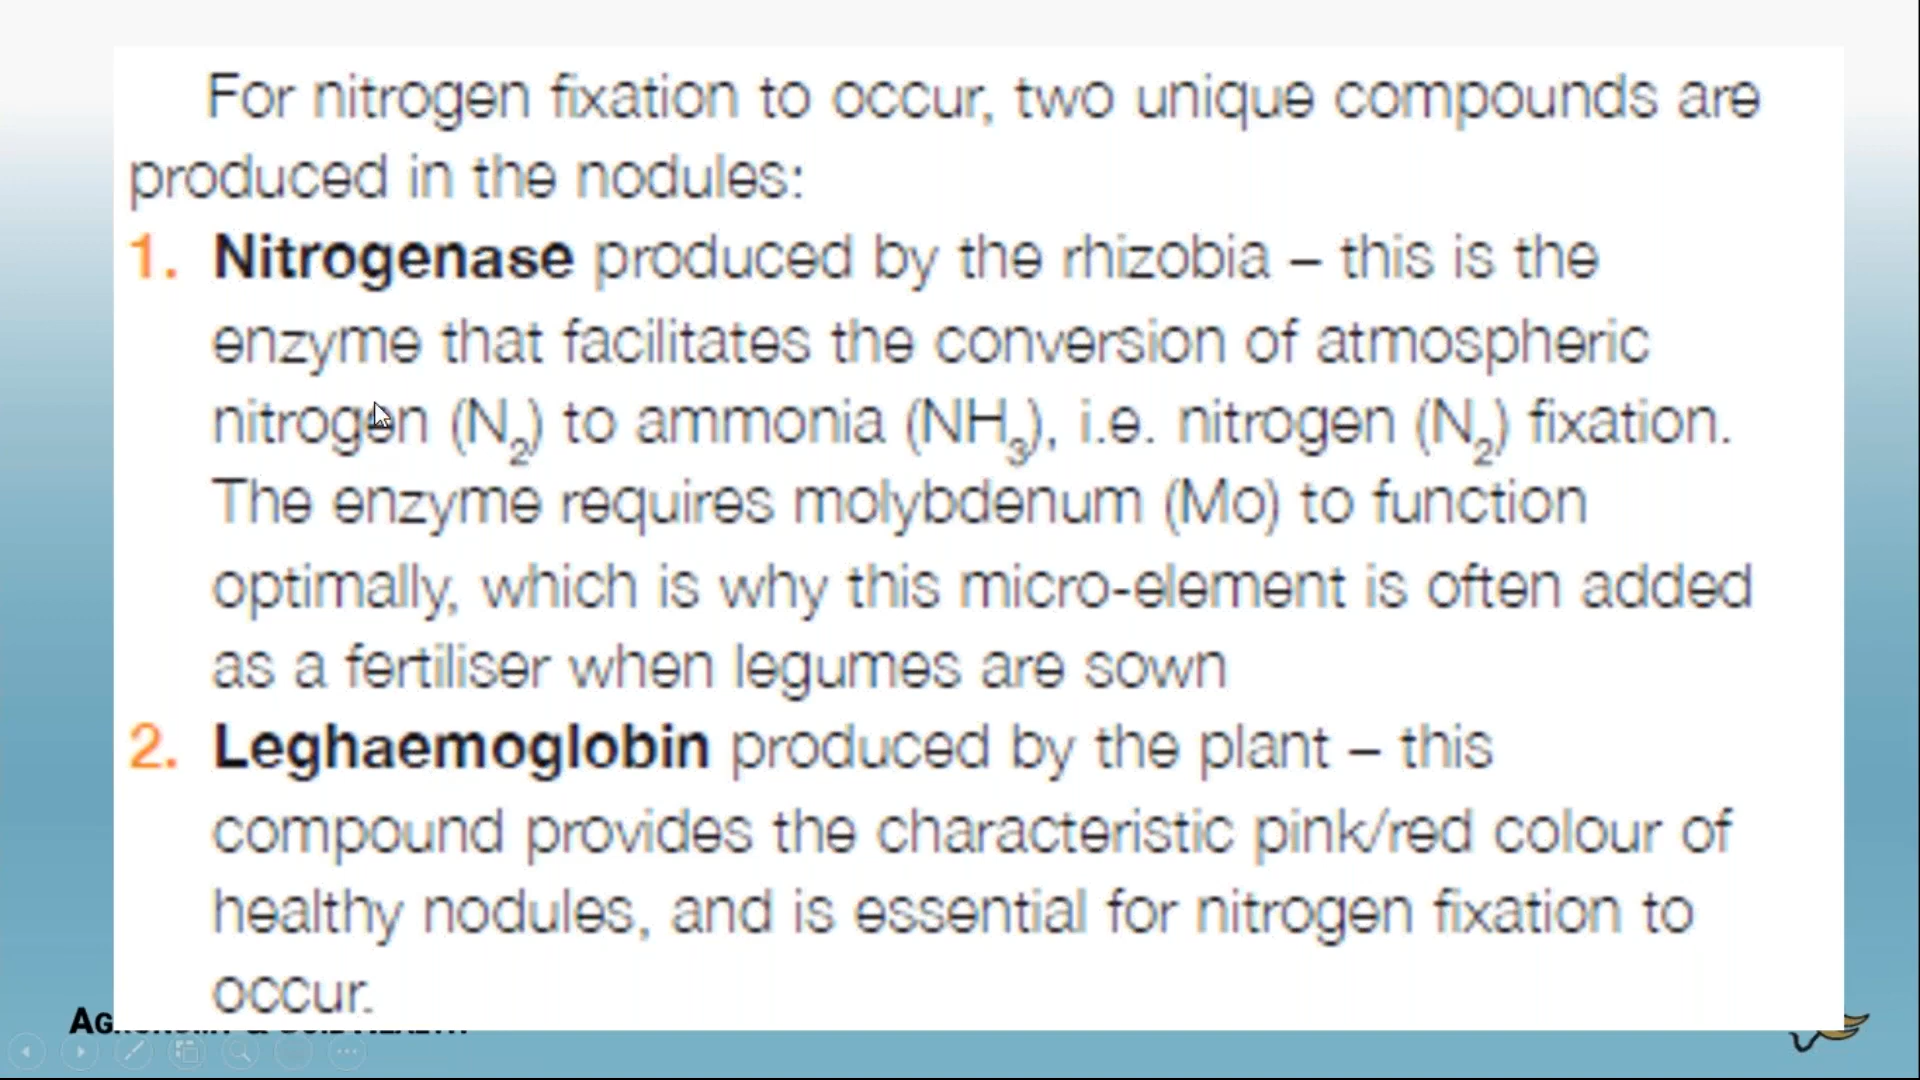 For nitrogen fixation to occur, two unique compounds are
produced in the nodules:
1. Nitrogenase produced by the rhizobia – this is the
enzyme that facilitates the conversion of atmospheric
nitrogen (N₂) to ammonia (NH₃), i.e. nitrogen (N₂) fixation.
The enzyme requires molybdenum (Mo) to function
optimally, which is why this micro-element is often added
as a fertiliser when legumes are sown
2. Leghaemoglobin produced by the plant – this
compound provides the characteristic pink/red colour of
healthy nodules, and is essential for nitrogen fixation to
occur.